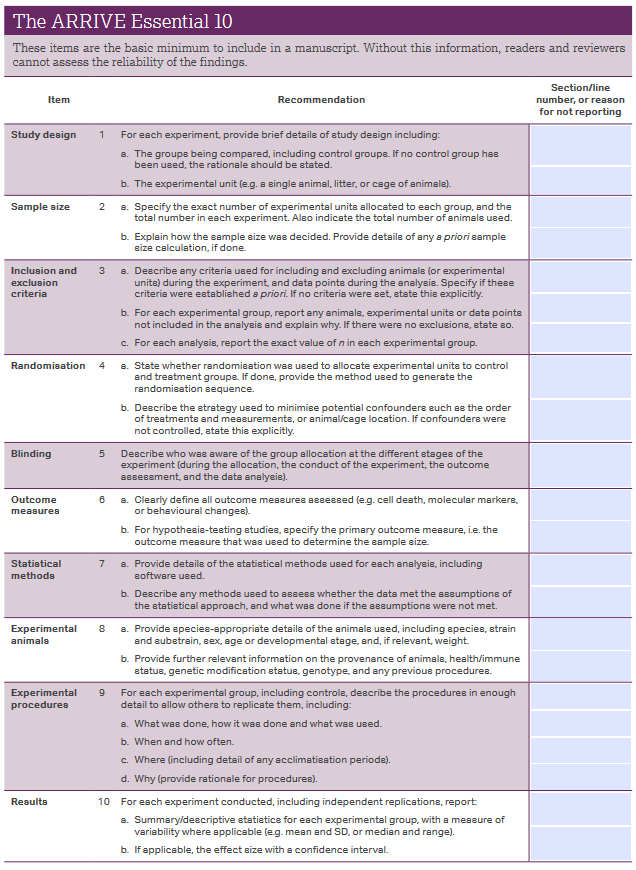 The ARRIVE Essential 10
These items are the basic minimum to include in a manuscript. Without this information, readers and reviewers
cannot assess the reliability of the findings.
Item
Recommendation
Section/line
number, or reason
for not reporting
Study design 1 For each experiment, provide brief details of study design including:
a. The groups being compared, including control groups. If no control group has
been used, the rationale should be stated.
b. The experimental unit (e.g. a single animal, litter, or cage of animals).
Sample size 2 a. Specify the exact number of experimental units allocated to each group, and the
total number in each experiment. Also indicate the total number of animals used.
b. Explain how the sample size was decided. Provide details of any a priori sample
size calculation, if done.
Inclusion and
exclusion
criteria
3 a. Describe any criteria used for including and excluding animals (or experimental
units) during the experiment, and data points during the analysis. Specify if these
criteria were established a priori. If no criteria were set, state this explicitly.
b. For each experimental group, report any animals, experimental units or data points
not included in the analysis and explain why. If there were no exclusions, state so.
c. For each analysis, report the exact value of n in each experimental group.
Randomisation 4 a. State whether randomisation was used to allocate experimental units to control
and treatment groups. If done, provide the method used to generate the
randomisation sequence.
b. Describe the strategy used to minimise potential confounders such as the order
of treatments and measurements, or animal/cage location. If confounders were
not controlled, state this explicitly.
Blinding 5 Describe who was aware of the group allocation at the different stages of the
experiment (during the allocation, the conduct of the experiment, the outcome
assessment, and the data analysis).
Outcome
measures
6 a. Clearly define all outcome measures assessed (e.g. cell death, molecular markers,
or behavioural changes).
b. For hypothesis-testing studies, specify the primary outcome measure, i.e. the
outcome measure that was used to determine the sample size.
Statistical
methods
7 a. Provide details of the statistical methods used for each analysis, including
software used.
b. Describe any methods used to assess whether the data met the assumptions of
the statistical approach, and what was done if the assumptions were not met.
Experimental
animals
8 a. Provide species-appropriate details of the animals used, including species, strain
and substrain, sex, age or developmental stage, and, if relevant, weight.
b. Provide further relevant information on the provenance of animals, health/immune
status, genetic modification status, genotype, and any previous procedures.
Experimental
procedures
9 For each experimental group, including controls, describe the procedures in enough
detail to allow others to replicate them, including:
a. What was done, how it was done and what was used.
b. When and how often.
c. Where (including detail of any acclimatisation periods).
d. Why (provide rationale for procedures).
Results 10 For each experiment conducted, including independent replications, report:
a. Summary/descriptive statistics for each experimental group, with a measure of
variability where applicable (e.g. mean and SD, or median and range).
b. If applicable, the effect size with a confidence interval.